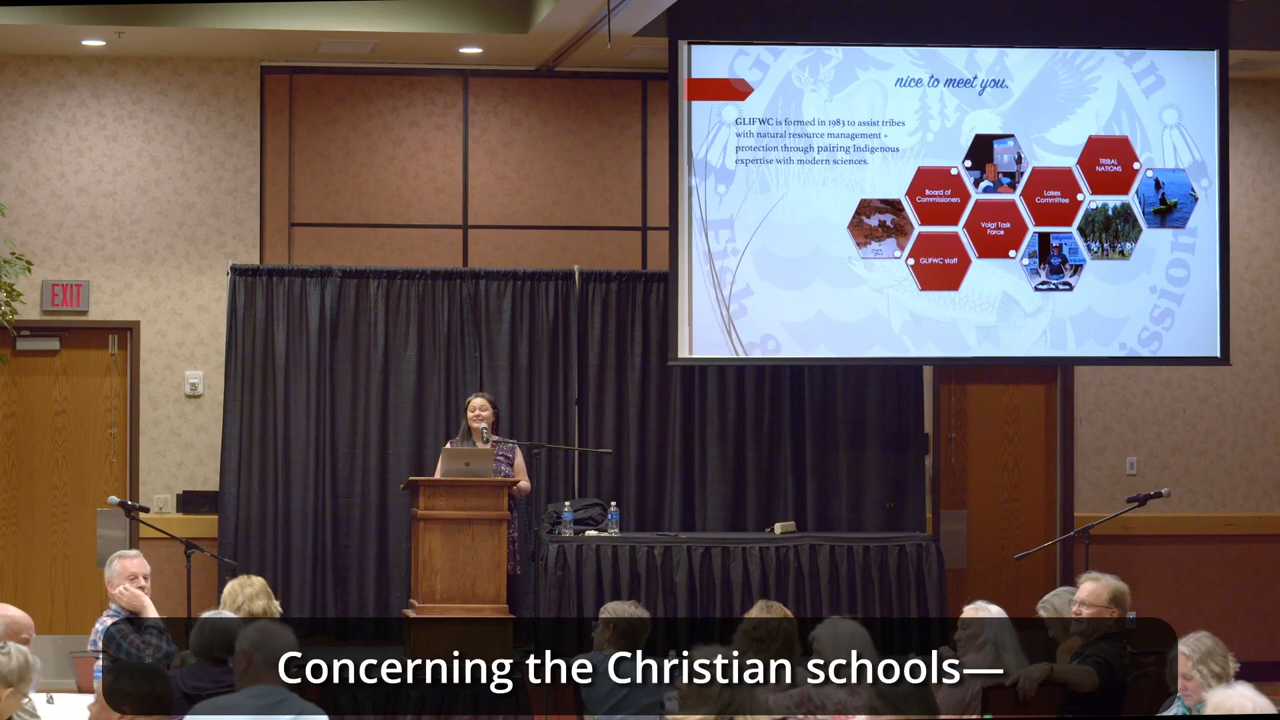 nice to meet you.
GLIFWC is formed in 1983 to assist tribes
with natural resource management +
protection through pairing Indigenous
expertise with modern sciences.
TRIBAL
NATIONS
Board of
Commissioners
Lakes
Committee
Voigt Task
Force
GLIFWC staff
EXIT
Concerning the Christian schools—